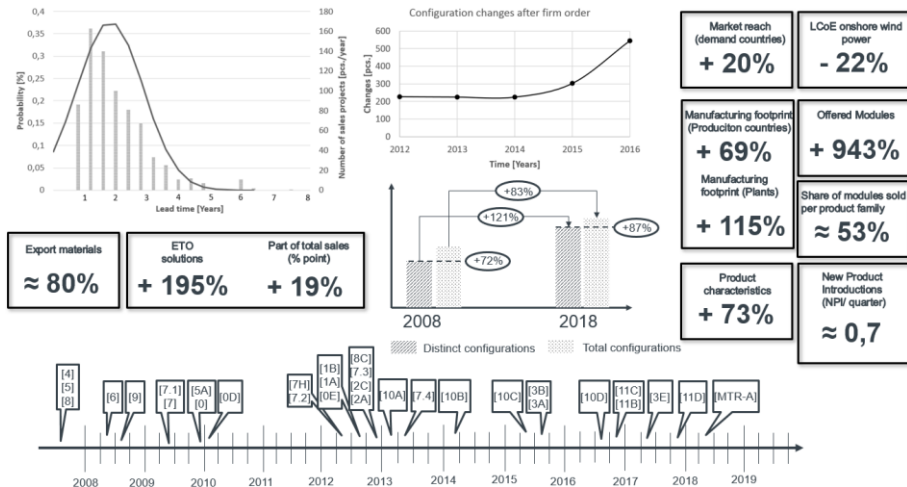 0,4
0,35
0,3
0,25
0,2
0,15
0,1
0,05
0
Probability [%]
180
160
140
120
100
80
60
40
20
0
Number of sales projects [pcs./year]
1 2 3 4 5 6 7 8
Lead time [Years]
Configuration changes after firm order
600
500
400
300
200
100
0
Changes [pcs.]
2012 2013 2014 2015 2016
Time [Years]
Market reach
(demand countries)
+ 20%
LCoE onshore wind
power
- 22%
Manufacturing footprint
(Produciton countries)
+ 69%
Manufacturing
footprint (Plants)
+ 115%
Offered Modules
+ 943%
Share of modules sold
per product family
≈ 53%
Product
characteristics
+ 73%
New Product
Introductions
(NPI/ quarter)
≈ 0,7
Export materials
≈ 80%
ETO
solutions
+ 195%
Part of total sales
(% point)
+ 19%
+83%
+121%
+87%
+72%
2008 2018
Distinct configurations
Total configurations
[4]
[5]
[8]
[6]
[9]
[7.1]
[7]
[5A]
[0]
[0D]
[7H]
[7.2]
[1B]
[1A]
[0E]
[8C]
[7.3]
[2C]
[2A]
[10A]
[7.4]
[10B]
[10C]
[3B]
[3A]
[10D]
[11C]
[11B]
[3E]
[11D]
[MTR-A]
2008 2009 2010 2011 2012 2013 2014 2015 2016 2017 2018 2019